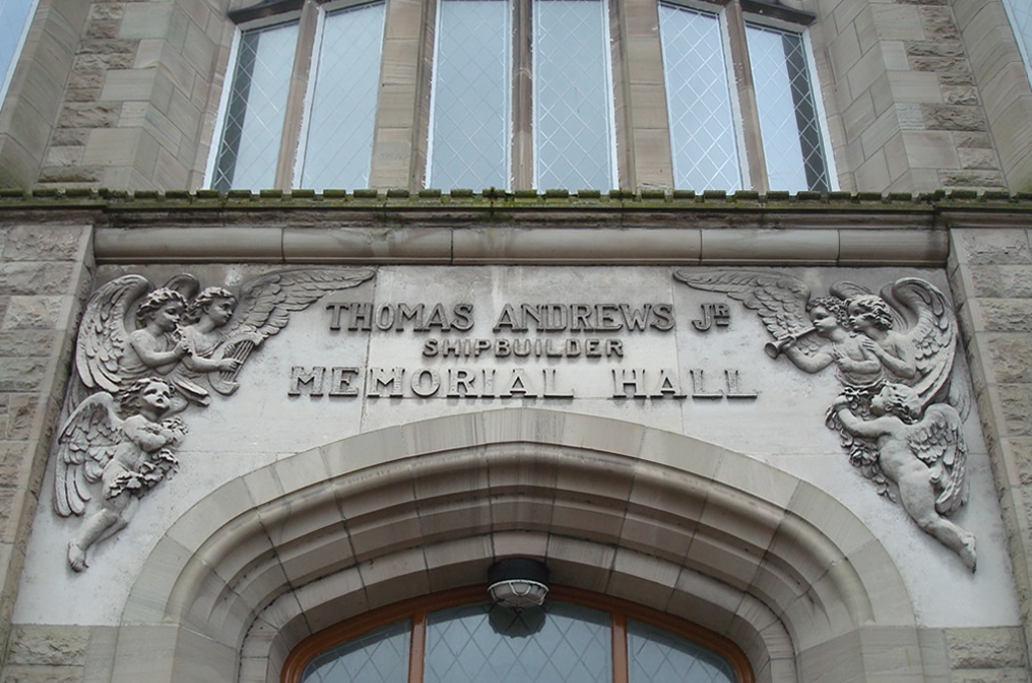 THOMAS ANDREWS JR
SHIPBUILDER
MEMORIAL HALL